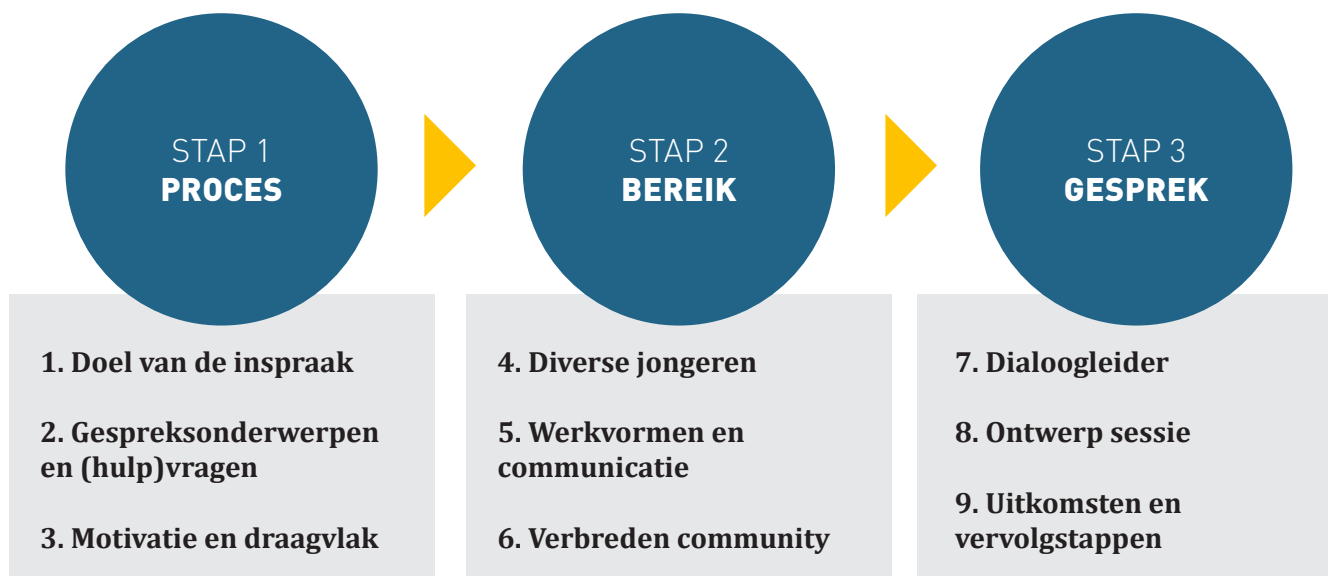 STAP 1
PROCES
1. Doel van de inspraak
2. Gespreksonderwerpen
en (hulp)vragen
3. Motivatie en draagvlak
STAP 2
BEREIK
4. Diverse jongeren
5. Werkvormen en
communicatie
6. Verbreden community
STAP 3
GESPREK
7. Dialoogleider
8. Ontwerp sessie
9. Uitkomsten en
vervolgstappen